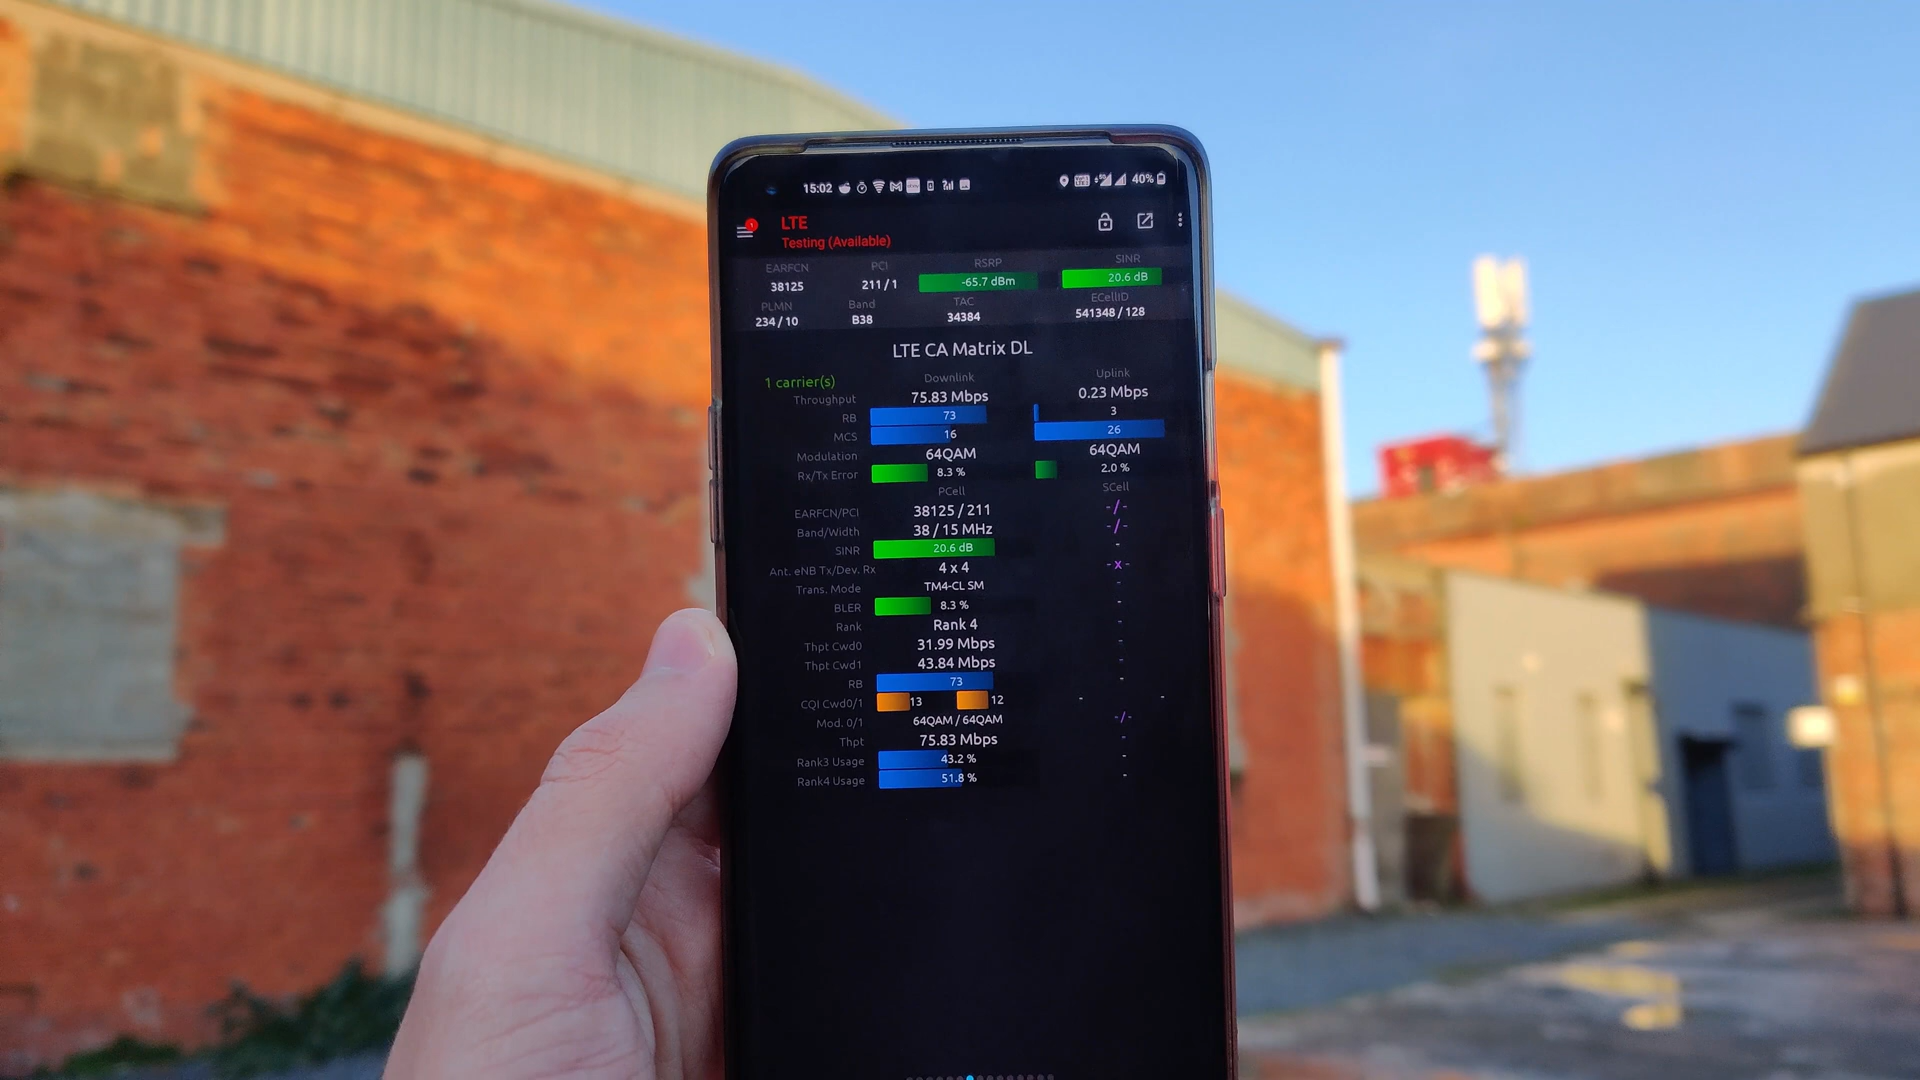 15:02 40%
LTE
Testing (Available)
EARFCN PCI RSRP SINR
38125 211 / 1 -65.7 dBm 20.6 dB
PLMN Band TAC ECellID
234 / 10 B38 34384 541348 / 128
LTE CA Matrix DL
1 carrier(s) Downlink Uplink
Throughput 75.83 Mbps 0.23 Mbps
RB 73 3
MCS 16 26
Modulation 64QAM 64QAM
Rx/Tx Error 8.3 % 2.0 %
PCell SCell
EARFCN/PCI 38125 / 211 - / -
Band/Width 38 / 15 MHz - / -
SINR 20.6 dB -
Ant. eNB Tx/Dev. Rx 4 x 4 - x -
Trans. Mode TM4-CL SM -
BLER 8.3 % -
Rank Rank 4 -
Thpt Cwd0 31.99 Mbps -
Thpt Cwd1 43.84 Mbps -
RB 73 -
CQI Cwd0/1 13 12 - -
Mod. 0/1 64QAM / 64QAM - / -
Thpt 75.83 Mbps -
Rank3 Usage 43.2 % -
Rank4 Usage 51.8 % -